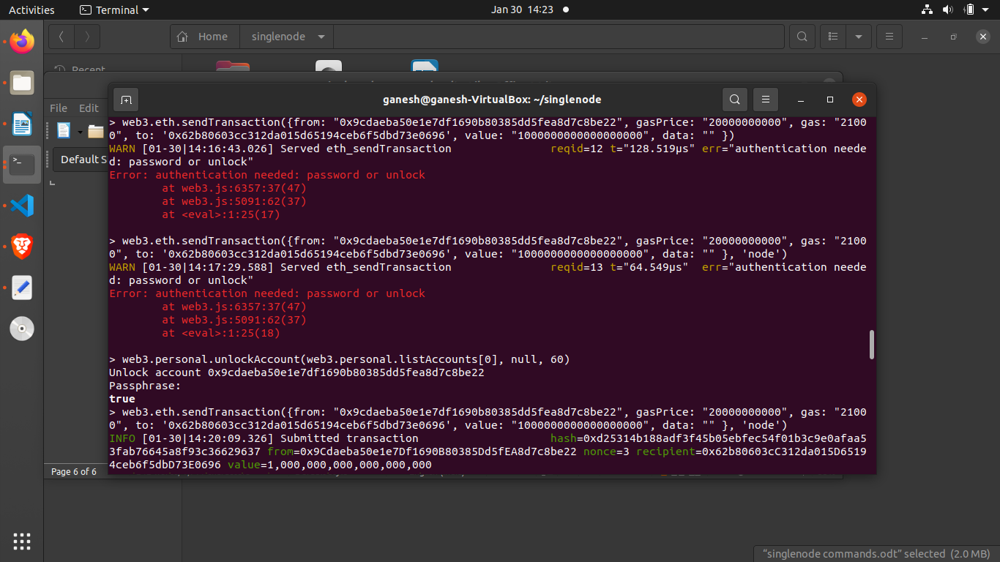 Activities
Terminal
Jan 30 14:23
Home
singlenode
Recent
File Edit
Default S
Page 6 of 6
ganesh@ganesh-VirtualBox: ~/singlenode
> web3.eth.sendTransaction({from: "0x9cdaeba50e1e7df1690b80385dd5fea8d7c8be22", gasPrice: "20000000000", gas: "2100
0", to: '0x62b80603cc312da015d65194ceb6f5dbd73e0696', value: "1000000000000000000", data: "" })
WARN [01-30|14:16:43.026] Served eth_sendTransaction reqid=12 t="128.519µs" err="authentication neede
d: password or unlock"
Error: authentication needed: password or unlock
at web3.js:6357:37(47)
at web3.js:5091:62(37)
at <eval>:1:25(17)
> web3.eth.sendTransaction({from: "0x9cdaeba50e1e7df1690b80385dd5fea8d7c8be22", gasPrice: "20000000000", gas: "2100
0", to: '0x62b80603cc312da015d65194ceb6f5dbd73e0696', value: "1000000000000000000", data: "" }, 'node')
WARN [01-30|14:17:29.588] Served eth_sendTransaction reqid=13 t="64.549µs" err="authentication neede
d: password or unlock"
Error: authentication needed: password or unlock
at web3.js:6357:37(47)
at web3.js:5091:62(37)
at <eval>:1:25(18)
> web3.personal.unlockAccount(web3.personal.listAccounts[0], null, 60)
Unlock account 0x9cdaeba50e1e7df1690b80385dd5fea8d7c8be22
Passphrase:
true
> web3.eth.sendTransaction({from: "0x9cdaeba50e1e7df1690b80385dd5fea8d7c8be22", gasPrice: "20000000000", gas: "2100
0", to: '0x62b80603cc312da015d65194ceb6f5dbd73e0696', value: "1000000000000000000", data: "" }, 'node')
INFO [01-30|14:20:09.326] Submitted transaction hash=0xd25314b188adf3f45b05ebfec54f01b3c9e0afaa5
3fab76645a8f93c36629637 from=0x9Cdaeba50e1e7Df1690B80385Dd5fEA8d7c8be22 nonce=3 recipient=0x62b80603cc312da015D6519
4ceb6f5dbD73E0696 value=1,000,000,000,000,000,000
"singlenode commands.odt" selected (2.0 MB)